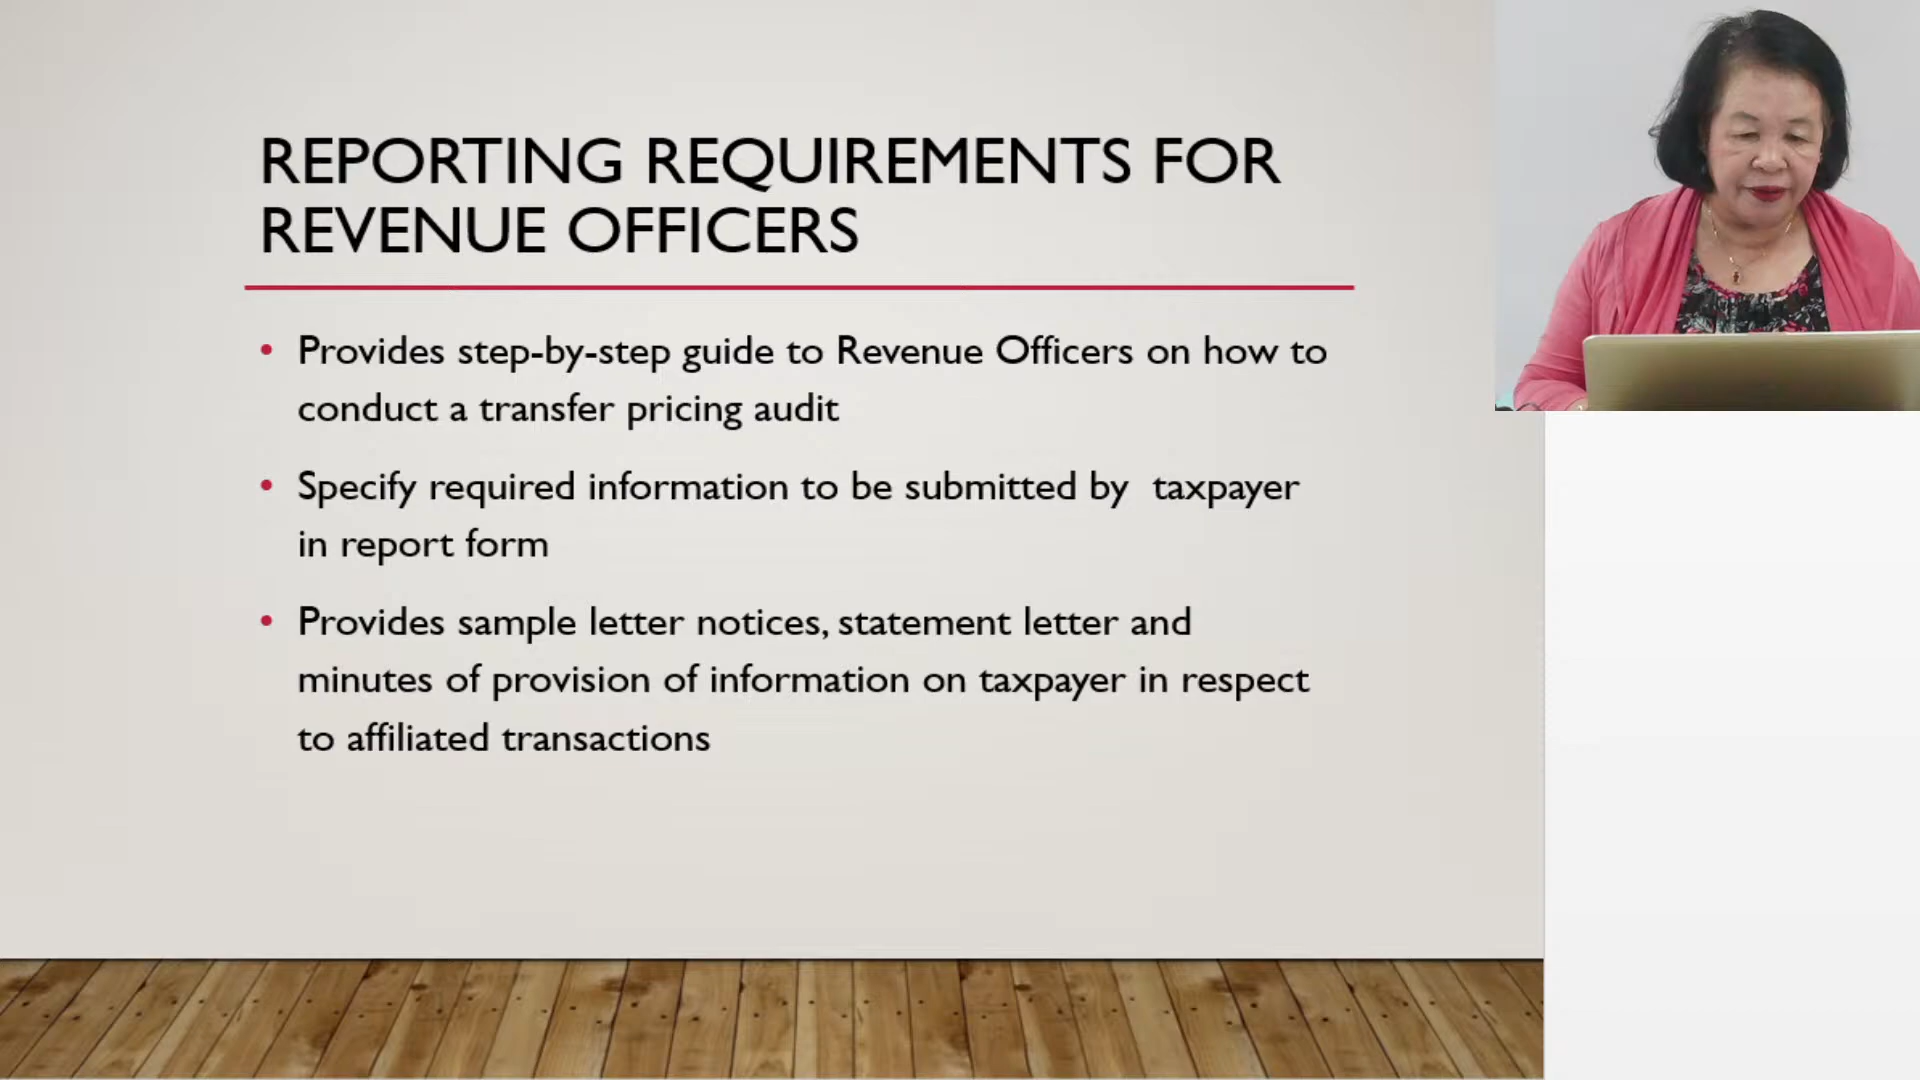 REPORTING REQUIREMENTS FOR
REVENUE OFFICERS
• Provides step-by-step guide to Revenue Officers on how to
conduct a transfer pricing audit
• Specify required information to be submitted by taxpayer
in report form
• Provides sample letter notices, statement letter and
minutes of provision of information on taxpayer in respect
to affiliated transactions